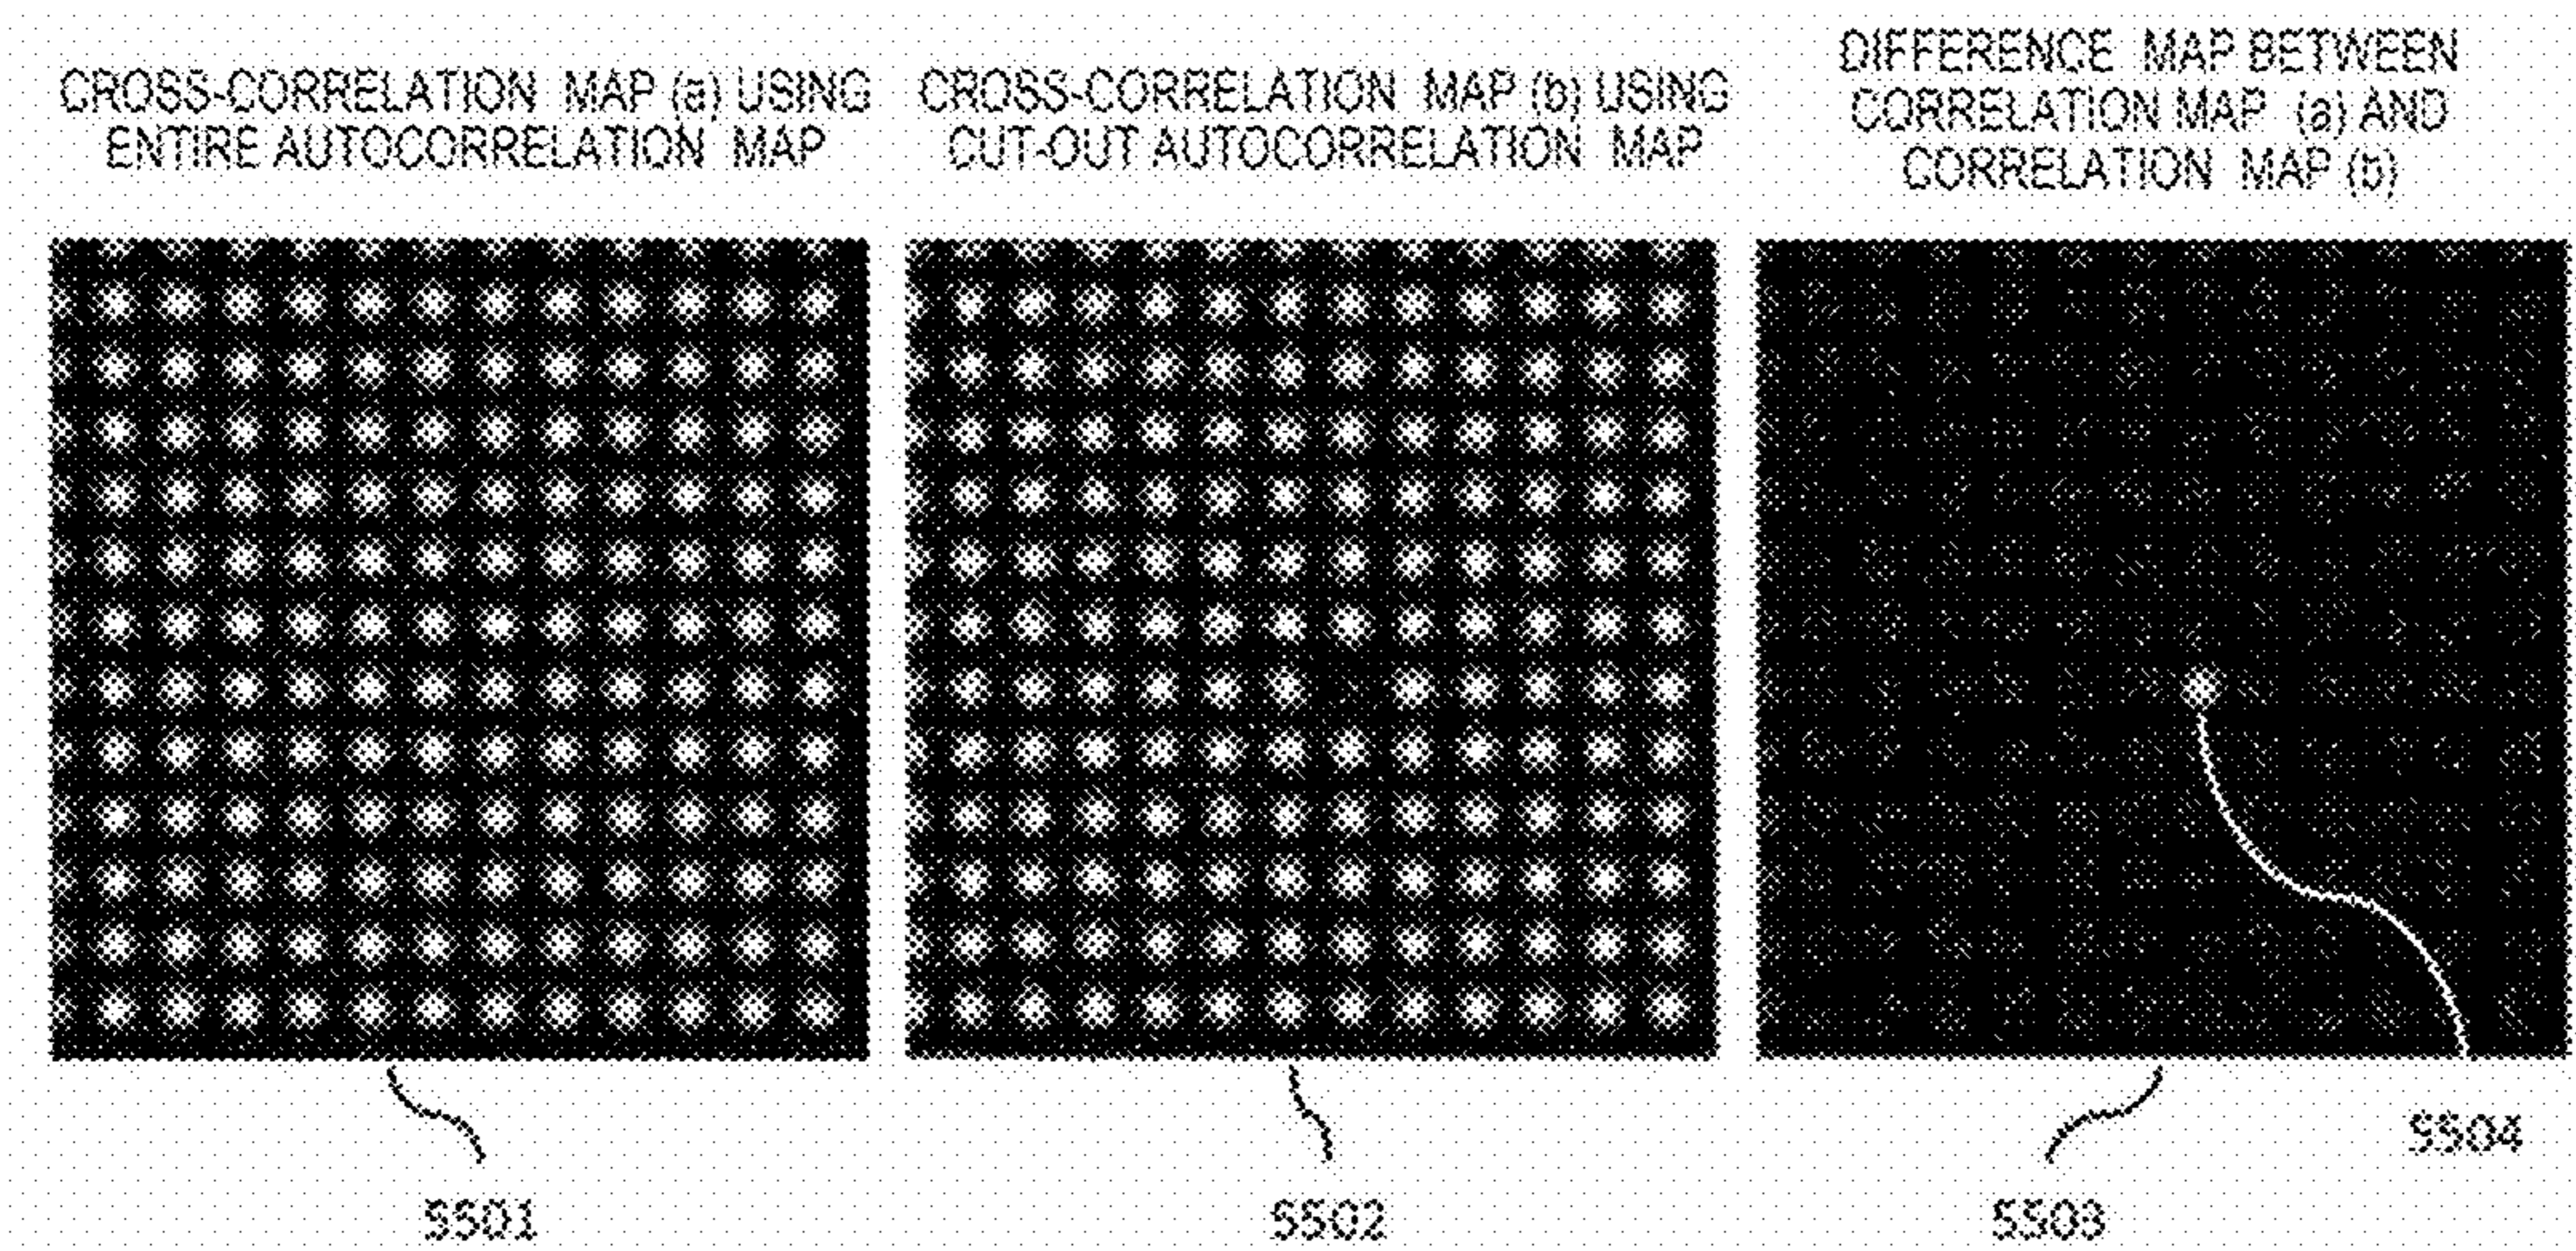 CROSS-CORRELATION MAP (a) USING
ENTIRE AUTOCORRELATION MAP
CROSS-CORRELATION MAP (b) USING
CUT-OUT AUTOCORRELATION MAP
DIFFERENCE MAP BETWEEN
CORRELATION MAP (a) AND
CORRELATION MAP (b)
5504
5501
5502
5503